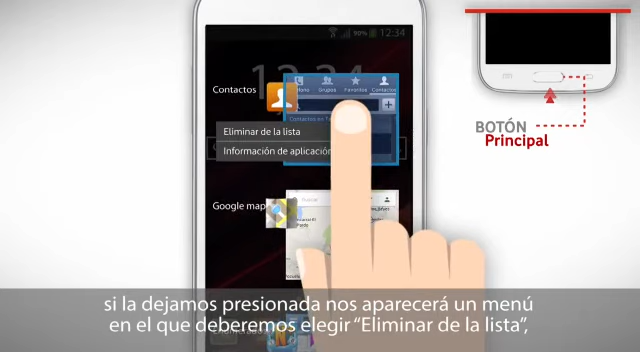 90% 12:34
Contactos
Grupos Favoritos Contactos
Eliminar de la lista
Información de aplicación
Google map
BOTÓN
Principal
si la dejamos presionada nos aparecerá un menú
en el que deberemos elegir “Eliminar de la lista”,